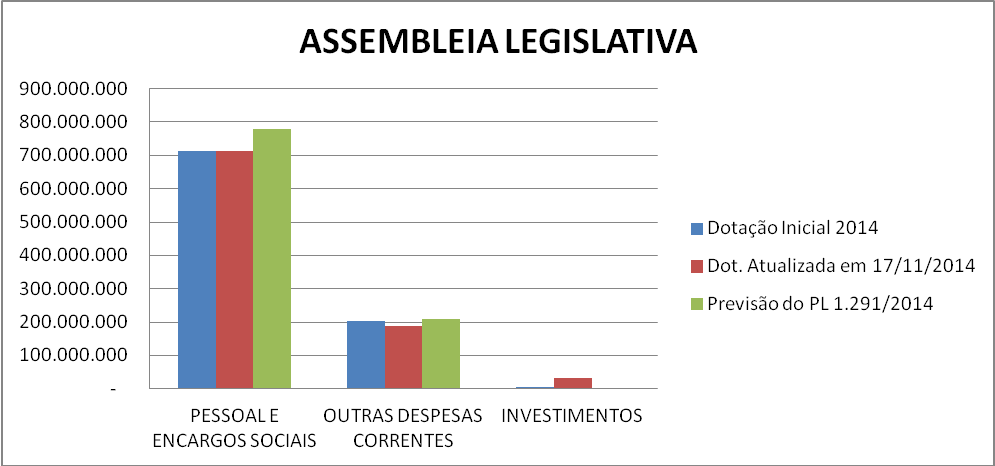 ASSEMBLEIA LEGISLATIVA
900.000.000
800.000.000
700.000.000
600.000.000
500.000.000
400.000.000
300.000.000
200.000.000
100.000.000
-
PESSOAL E
ENCARGOS SOCIAIS
OUTRAS DESPESAS
CORRENTES
INVESTIMENTOS
Dotação Inicial 2014
Dot. Atualizada em 17/11/2014
Previsão do PL 1.291/2014